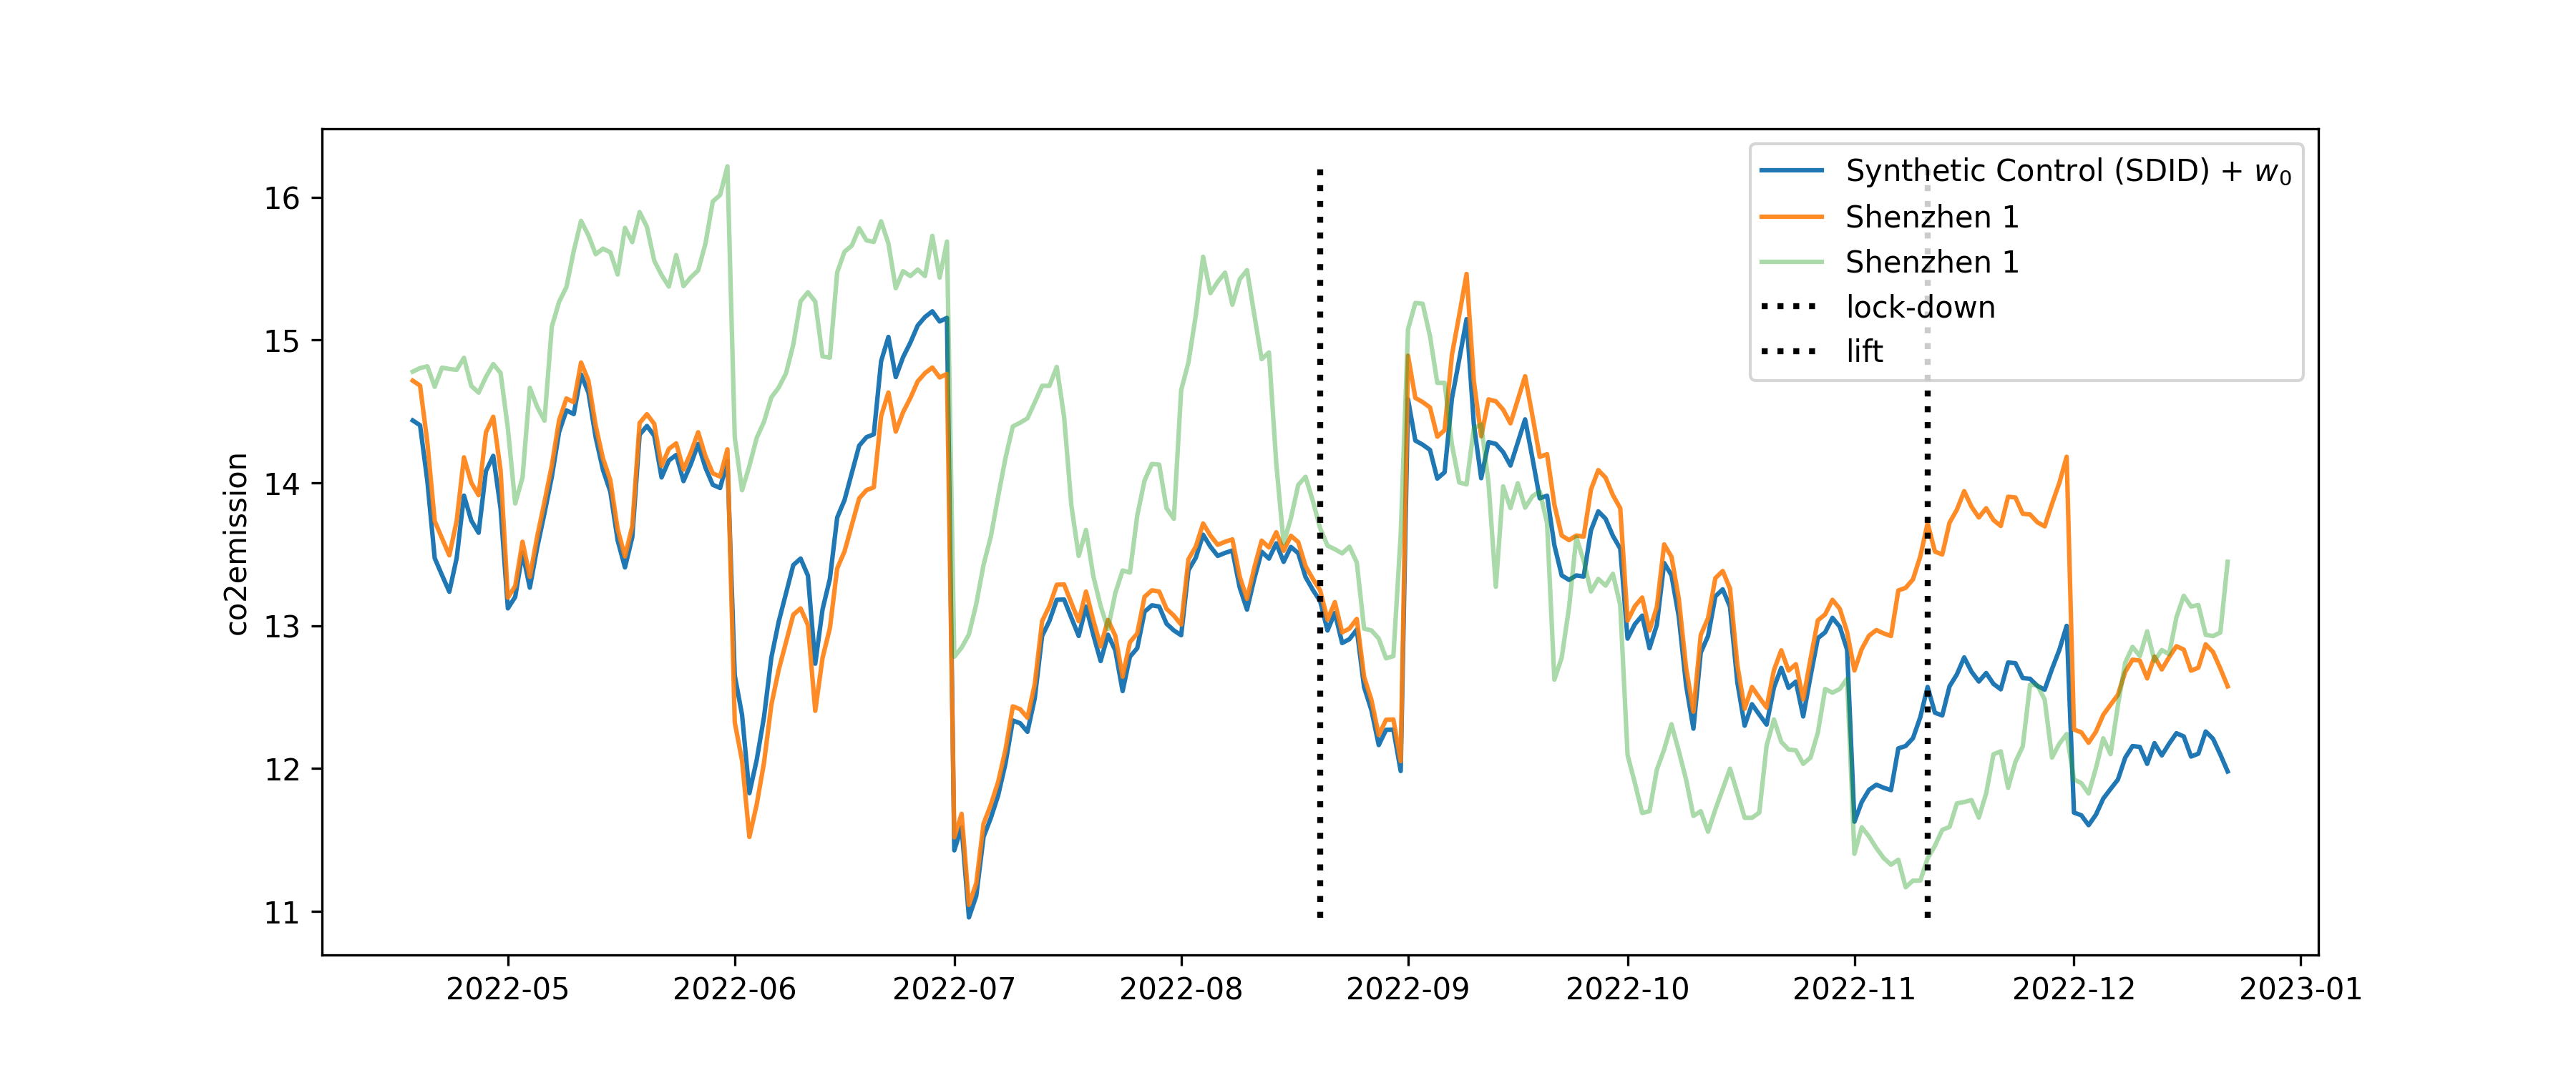 Synthetic Control (SDID) + w₀
Shenzhen 1
Shenzhen 1
lock-down
lift
co2emission
16
15
14
13
12
11
2022-05 2022-06 2022-07 2022-08 2022-09 2022-10 2022-11 2022-12 2023-01